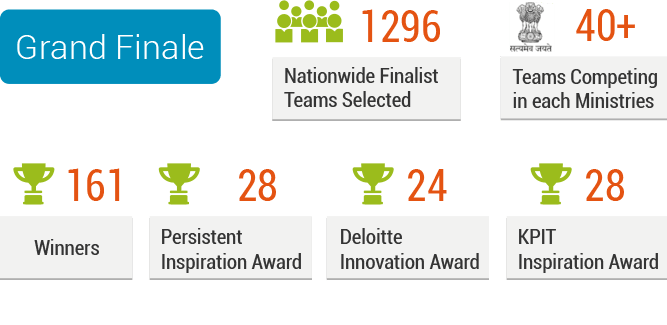 Grand Finale
1296
Nationwide Finalist
Teams Selected
सत्यमेव जयते
40+
Teams Competing
in each Ministries
161
Winners
28
Persistent
Inspiration Award
24
Deloitte
Innovation Award
28
KPIT
Inspiration Award